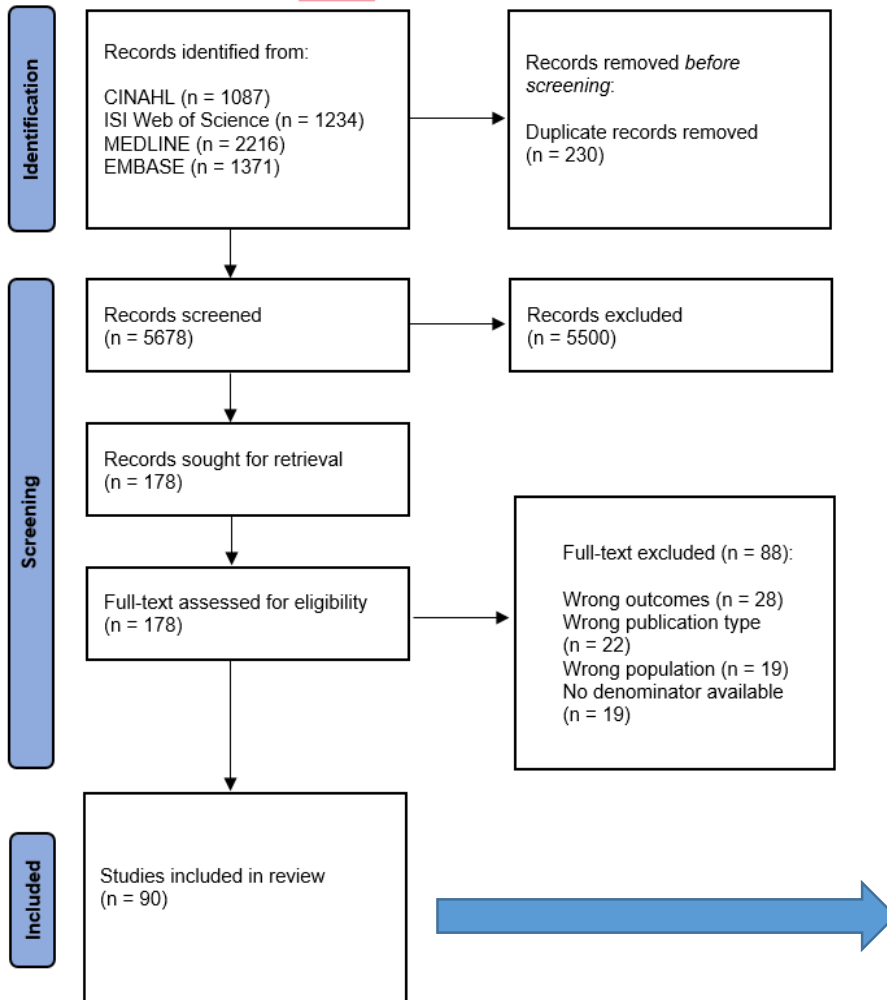 Identification
Records identified from:
CINAHL (n = 1087)
ISI Web of Science (n = 1234)
MEDLINE (n = 2216)
EMBASE (n = 1371)
Records removed before
screening:
Duplicate records removed
(n = 230)
Screening
Records screened
(n = 5678)
Records excluded
(n = 5500)
Records sought for retrieval
(n = 178)
Full-text assessed for eligibility
(n = 178)
Full-text excluded (n = 88):
Wrong outcomes (n = 28)
Wrong publication type
(n = 22)
Wrong population (n = 19)
No denominator available
(n = 19)
Included
Studies included in review
(n = 90)